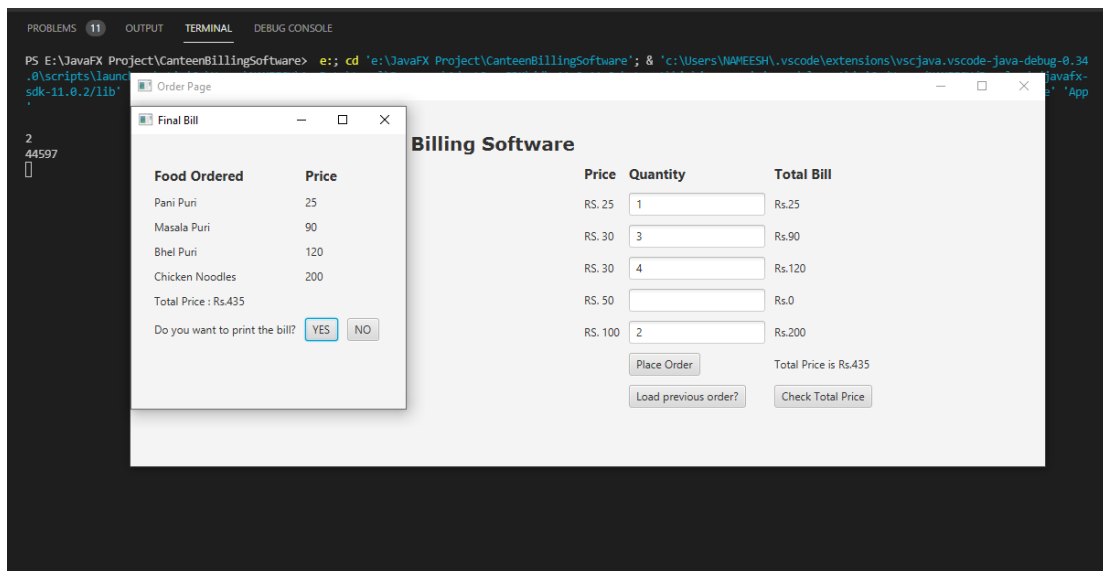 PROBLEMS 11 OUTPUT TERMINAL DEBUG CONSOLE
PS E:\JavaFX Project\CanteenBillingSoftware> e:; cd 'e:\JavaFX Project\CanteenBillingSoftware'; & 'c:\Users\NAMEESH\.vscode\extensions\vscjava.vscode-java-debug-0.34
.0\scripts\launc
javafx-
sdk-11.0.2/lib' e' 'App
'
2
44597
Order Page
Final Bill
Billing Software
Food Ordered Price
Pani Puri 25
Masala Puri 90
Bhel Puri 120
Chicken Noodles 200
Total Price : Rs.435
Do you want to print the bill? YES NO
Price Quantity Total Bill
RS. 25 1 Rs.25
RS. 30 3 Rs.90
RS. 30 4 Rs.120
RS. 50 Rs.0
RS. 100 2 Rs.200
Place Order Total Price is Rs.435
Load previous order? Check Total Price